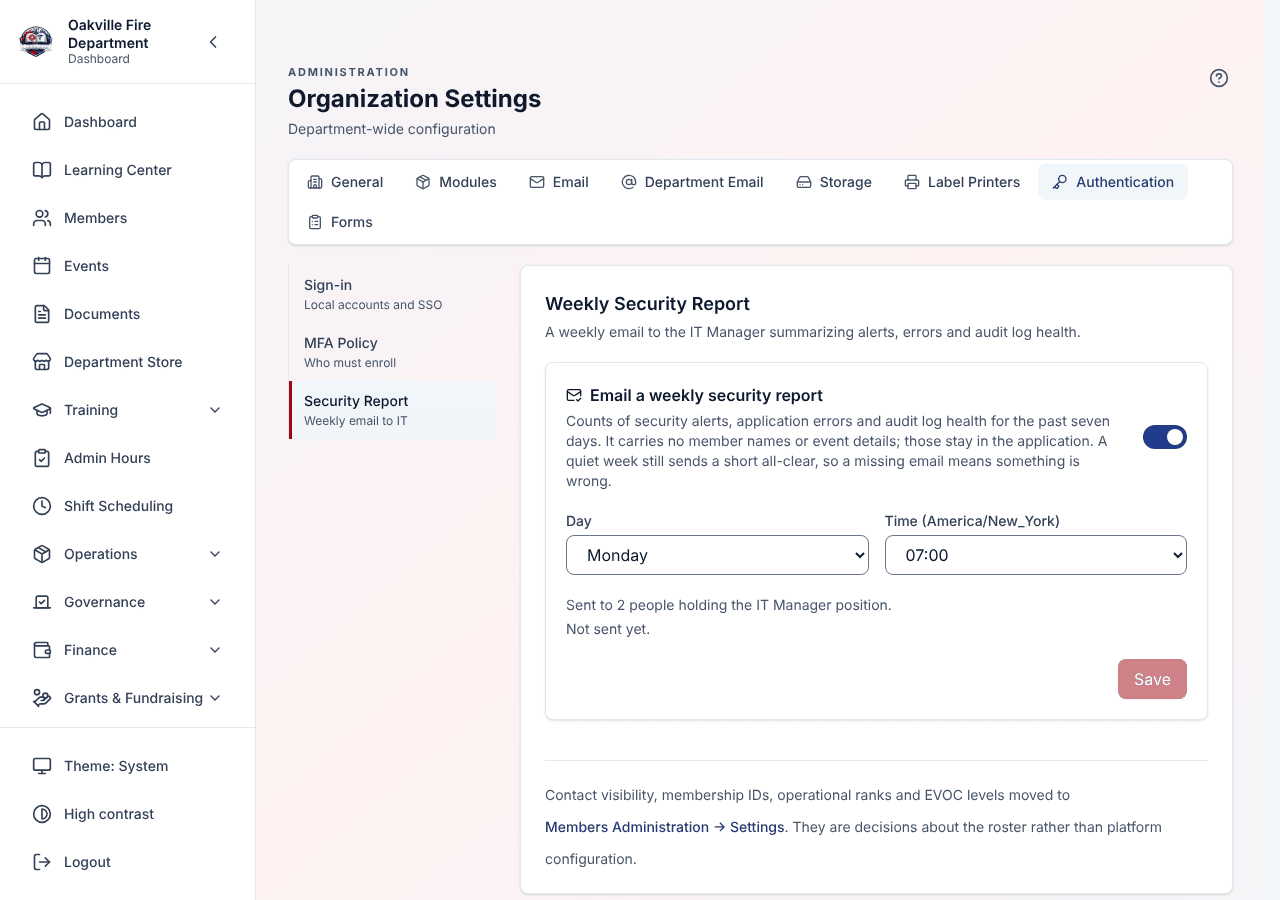 Oakville Fire
Department
Dashboard
Dashboard
Learning Center
Members
Events
Documents
Department Store
Training
Admin Hours
Shift Scheduling
Operations
Governance
Finance
Grants & Fundraising
Theme: System
High contrast
Logout
ADMINISTRATION
Organization Settings
Department-wide configuration
General
Modules
Email
Department Email
Storage
Label Printers
Authentication
Forms
Sign-in
Local accounts and SSO
MFA Policy
Who must enroll
Security Report
Weekly email to IT
Weekly Security Report
A weekly email to the IT Manager summarizing alerts, errors and audit log health.
Email a weekly security report
Counts of security alerts, application errors and audit log health for the past seven
days. It carries no member names or event details; those stay in the application. A
quiet week still sends a short all-clear, so a missing email means something is
wrong.
Day
Time (America/New_York)
Monday
07:00
Sent to 2 people holding the IT Manager position.
Not sent yet.
Save
Contact visibility, membership IDs, operational ranks and EVOC levels moved to
Members Administration → Settings. They are decisions about the roster rather than platform
configuration.